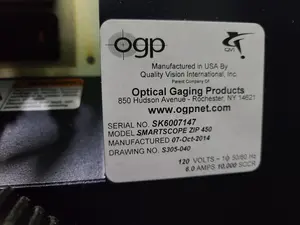 ogp
QVI
Manufactured in USA By
Quality Vision International, Inc.
Parent Company Of
Optical Gaging Products
850 Hudson Avenue - Rochester, NY 14621
www.ogpnet.com
SERIAL NO. SK6007147
MODEL SMARTSCOPE ZIP 450
MANUFACTURED 07-Oct-2014
DRAWING NO. S305-040
120 VOLTS ~ 1Φ 50/60 Hz
6.0 AMPS 10,000 SCCR